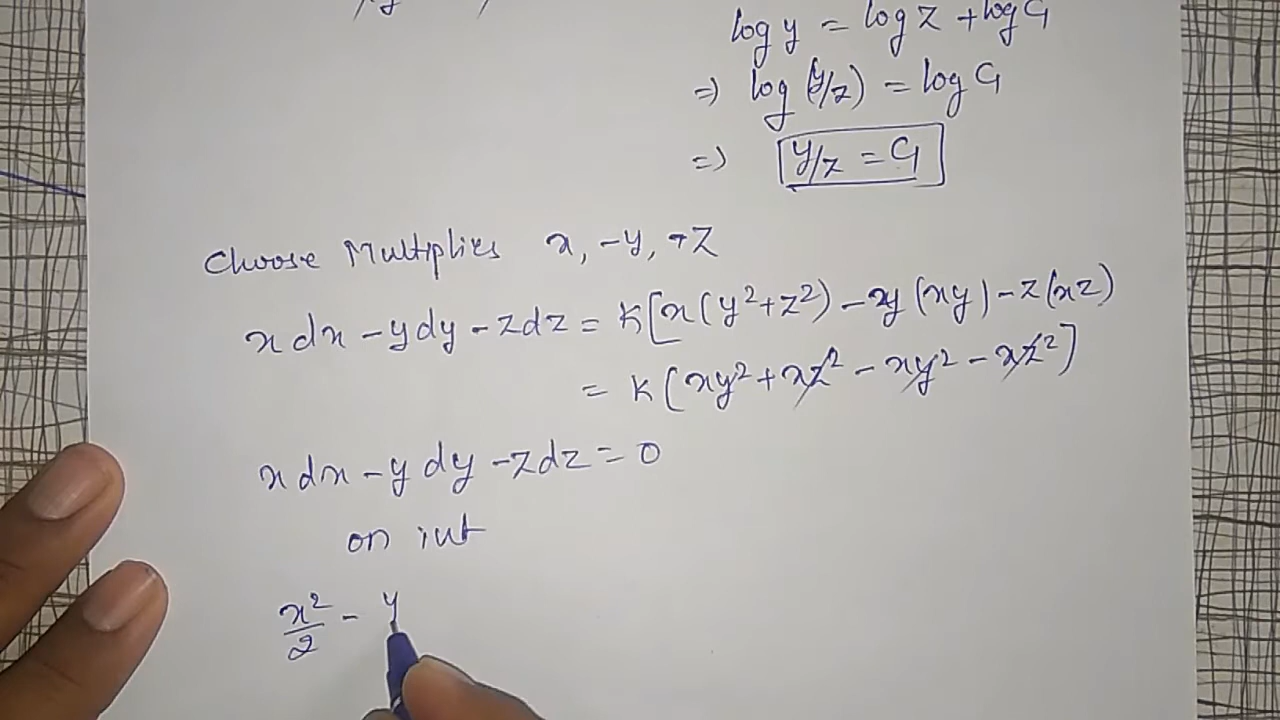 log y = log z + log C1
=> log (y/z) = log C1
=> y/z = C1
Choose Multiplies x, -y, -z
x dx - y dy - z dz = K[x(y²+z²) - y(xy) - z(xz)
= K(xy² + xz² - xy² - xz²]
x dx - y dy - z dz = 0
on int
x²/2 - y